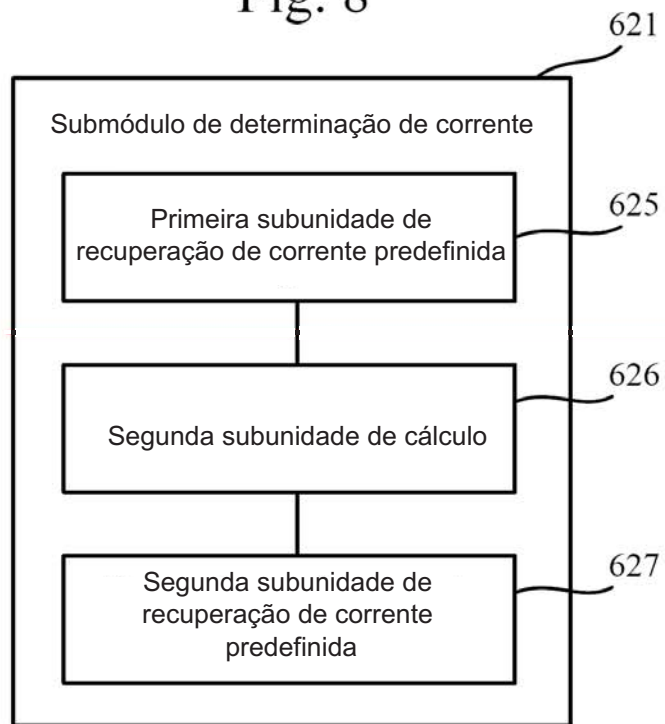 Fig. 8
621
Submódulo de determinação de corrente
Primeira subunidade de
recuperação de corrente predefinida
625
Segunda subunidade de cálculo
626
Segunda subunidade de
recuperação de corrente
predefinida
627